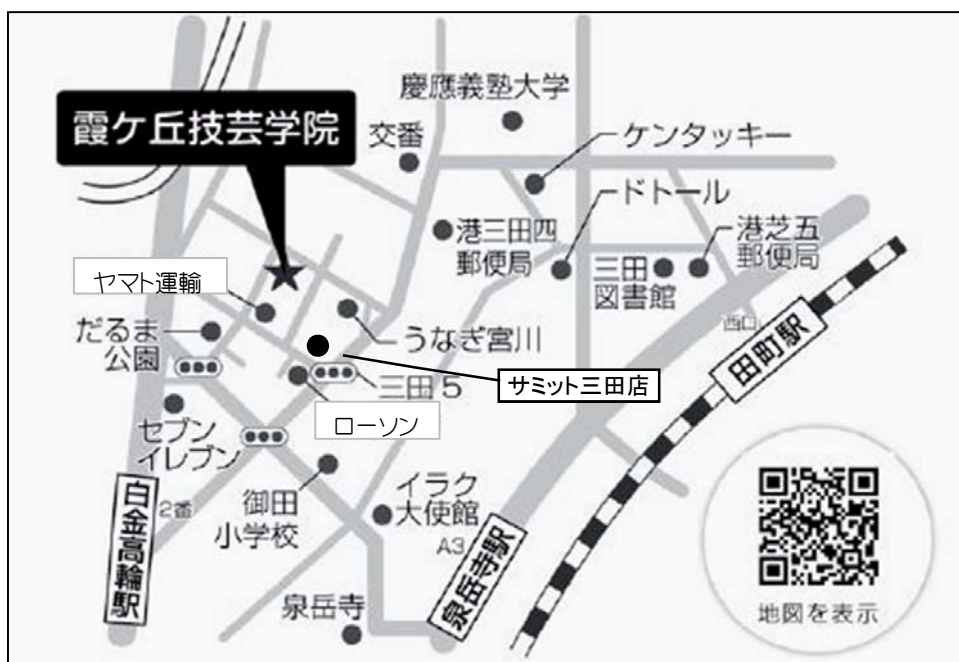 慶應義塾大学
霞ケ丘技芸学院
交番
ケンタッキー
ドトール
港三田四
郵便局
港芝五
郵便局
三田
図書館
西口
ヤマト運輸
だるま
公園
うなぎ宮川
田町駅
三田5
サミット三田店
ローソン
セブン
イレブン
白金高輪駅
2番
御田
小学校
イラク
大使館
A3
泉岳寺駅
泉岳寺
地図を表示